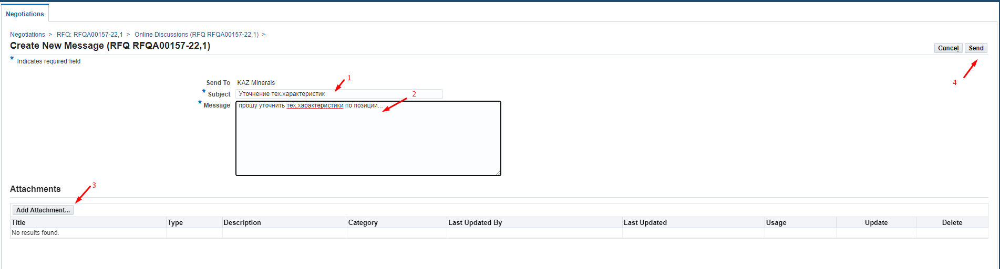 Negotiations
Negotiations > RFQ: RFQA00157-22,1 > Online Discussions (RFQ RFQA00157-22,1) >
Create New Message (RFQ RFQA00157-22,1)
Cancel Send
* Indicates required field
4
Send To KAZ Minerals
1
* Subject Уточнение тех.характеристик
2
* Message прошу уточнить тех.характеристики по позиции...
Attachments
3
Add Attachment...
Title Type Description Category Last Updated By Last Updated Usage Update Delete
No results found.